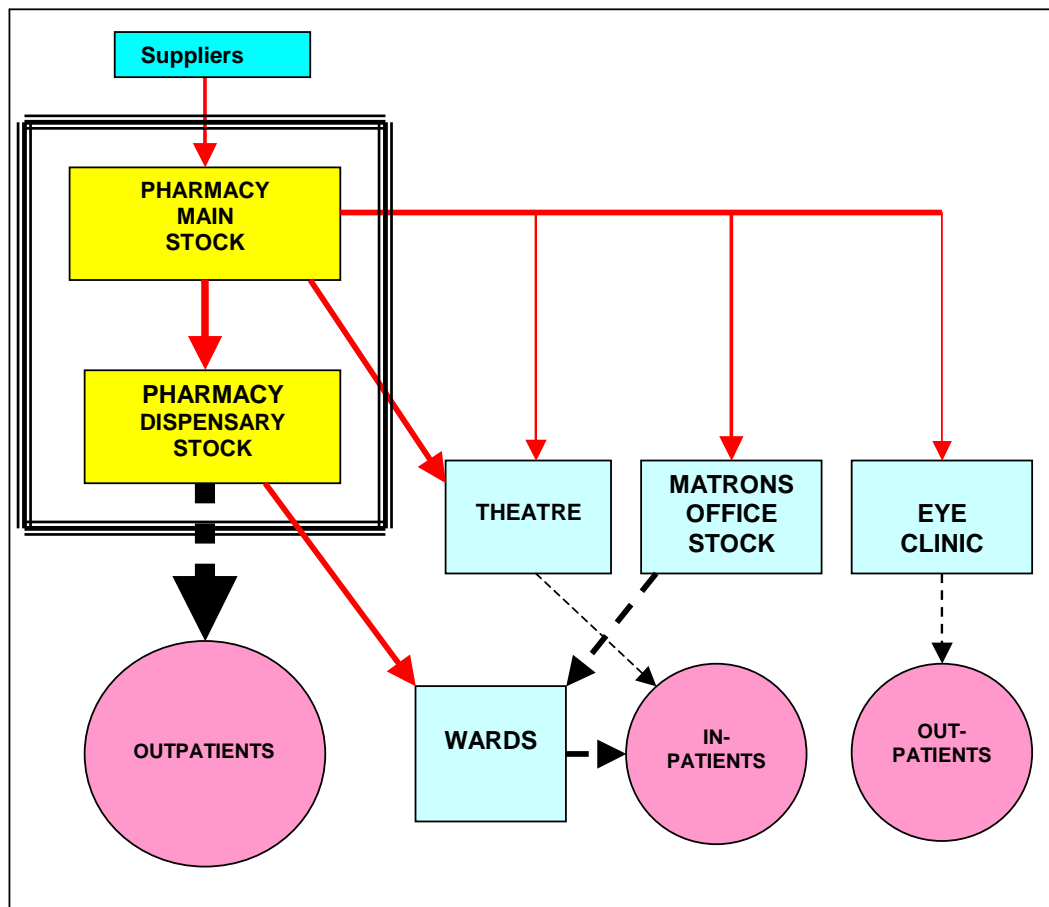 Suppliers
PHARMACY
MAIN
STOCK
PHARMACY
DISPENSARY
STOCK
THEATRE
MATRONS
OFFICE
STOCK
EYE
CLINIC
OUTPATIENTS
WARDS
IN-
PATIENTS
OUT-
PATIENTS